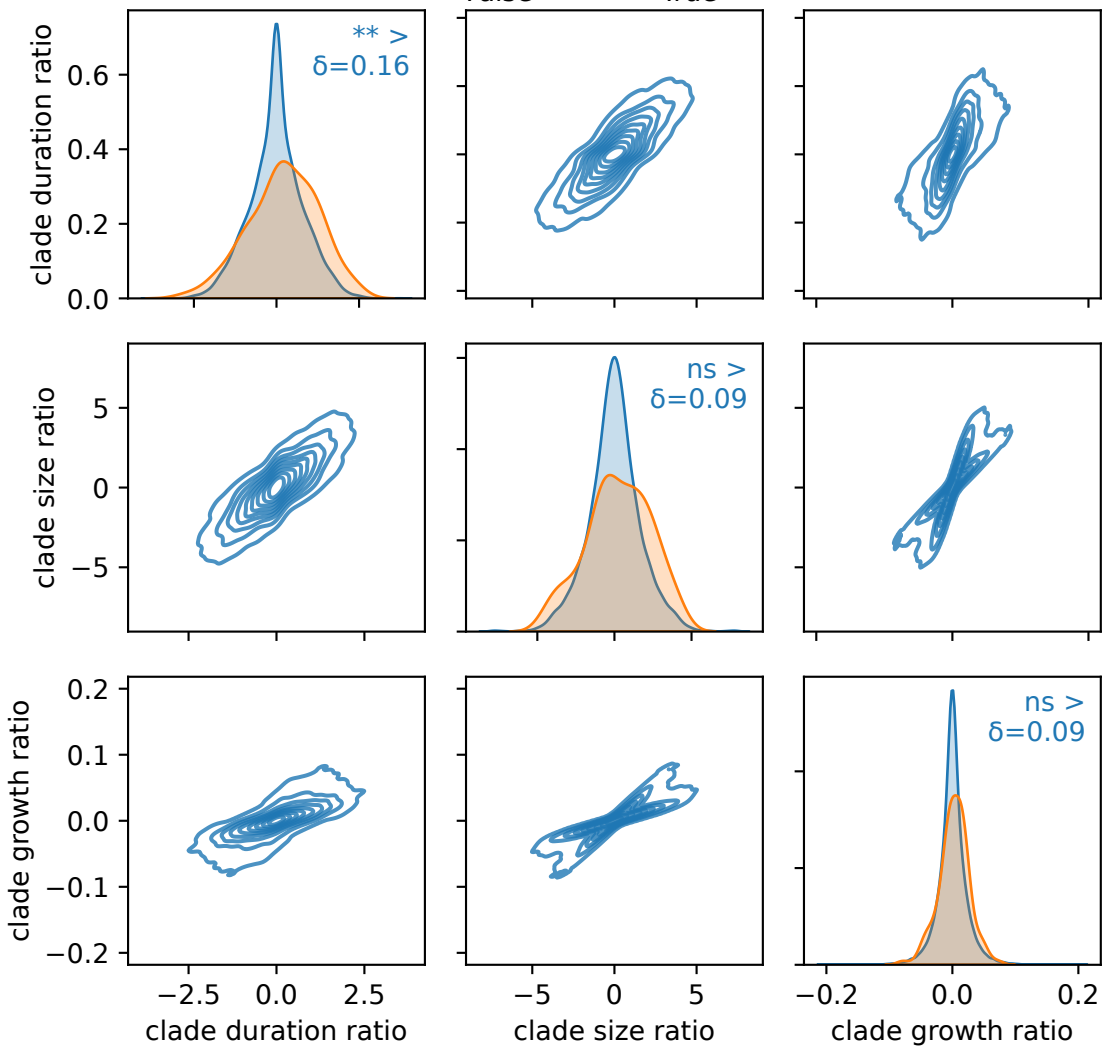 clade duration ratio
0.6
0.4
0.2
0.0
** >
δ=0.16
clade size ratio
5
0
−5
ns >
δ=0.09
clade growth ratio
0.2
0.1
0.0
−0.1
−0.2
ns >
δ=0.09
−2.5
0.0
2.5
−5
0
5
−0.2
0.0
0.2
clade duration ratio
clade size ratio
clade growth ratio